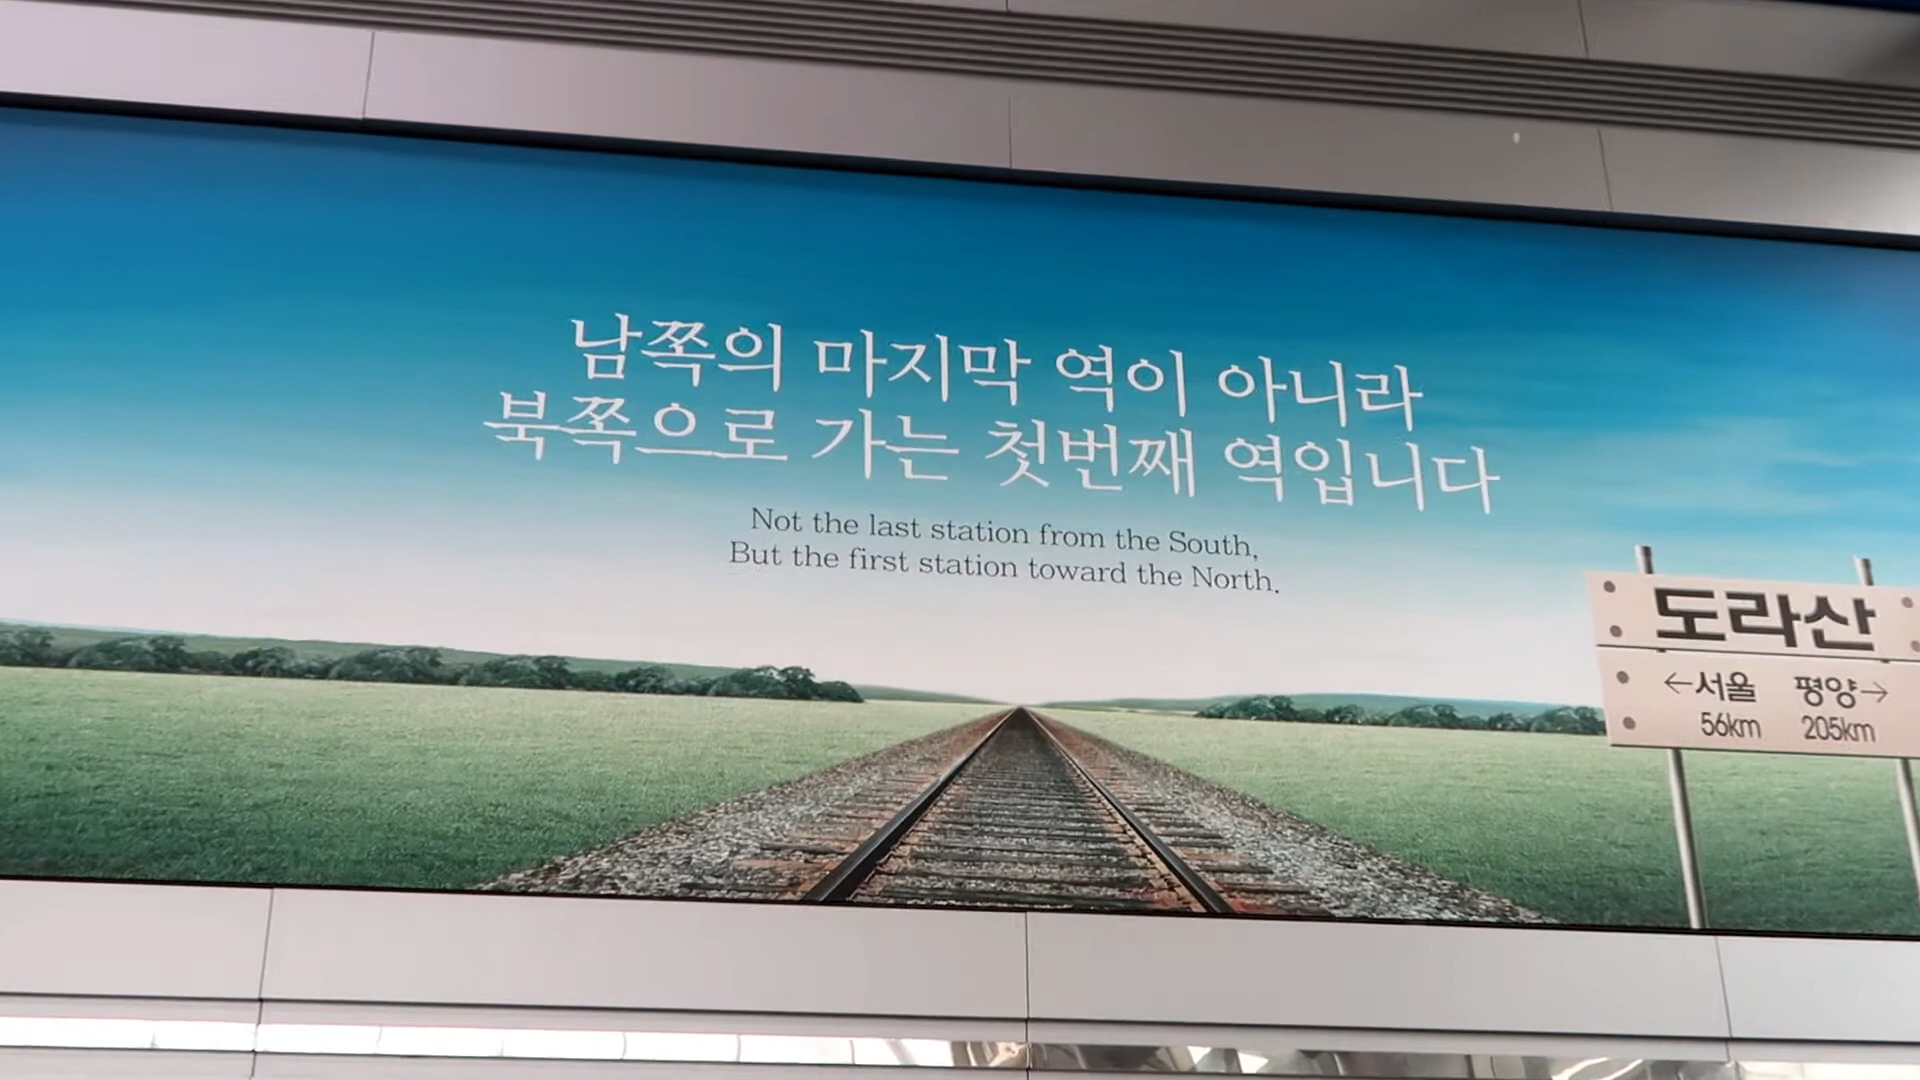 남쪽의 마지막 역이 아니라
북쪽으로 가는 첫번째 역입니다
Not the last station from the South,
But the first station toward the North.
도라산
←서울 평양→
56km 205km